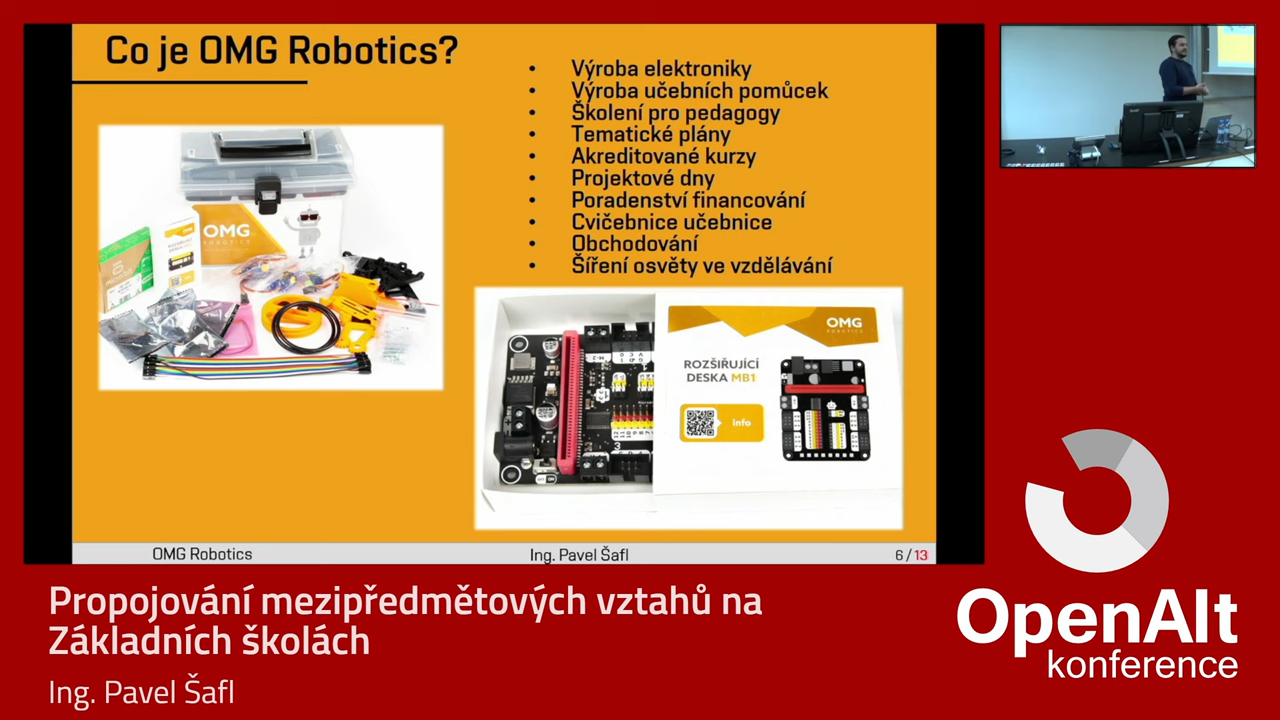 Co je OMG Robotics?
• Výroba elektroniky
• Výroba učebních pomůcek
• Školení pro pedagogy
• Tematické plány
• Akreditované kurzy
• Projektové dny
• Poradenství financování
• Cvičebnice učebnice
• Obchodování
• Šíření osvěty ve vzdělávání
OMG
ROBOTICS
OMG
ROBOTICS
ROZŠIŘUJÍCÍ
DESKA MB1
info
OMG Robotics
Ing. Pavel Šafl
6 / 13
Propojování mezipředmětových vztahů na
Základních školách
Ing. Pavel Šafl
OpenAlt
konference